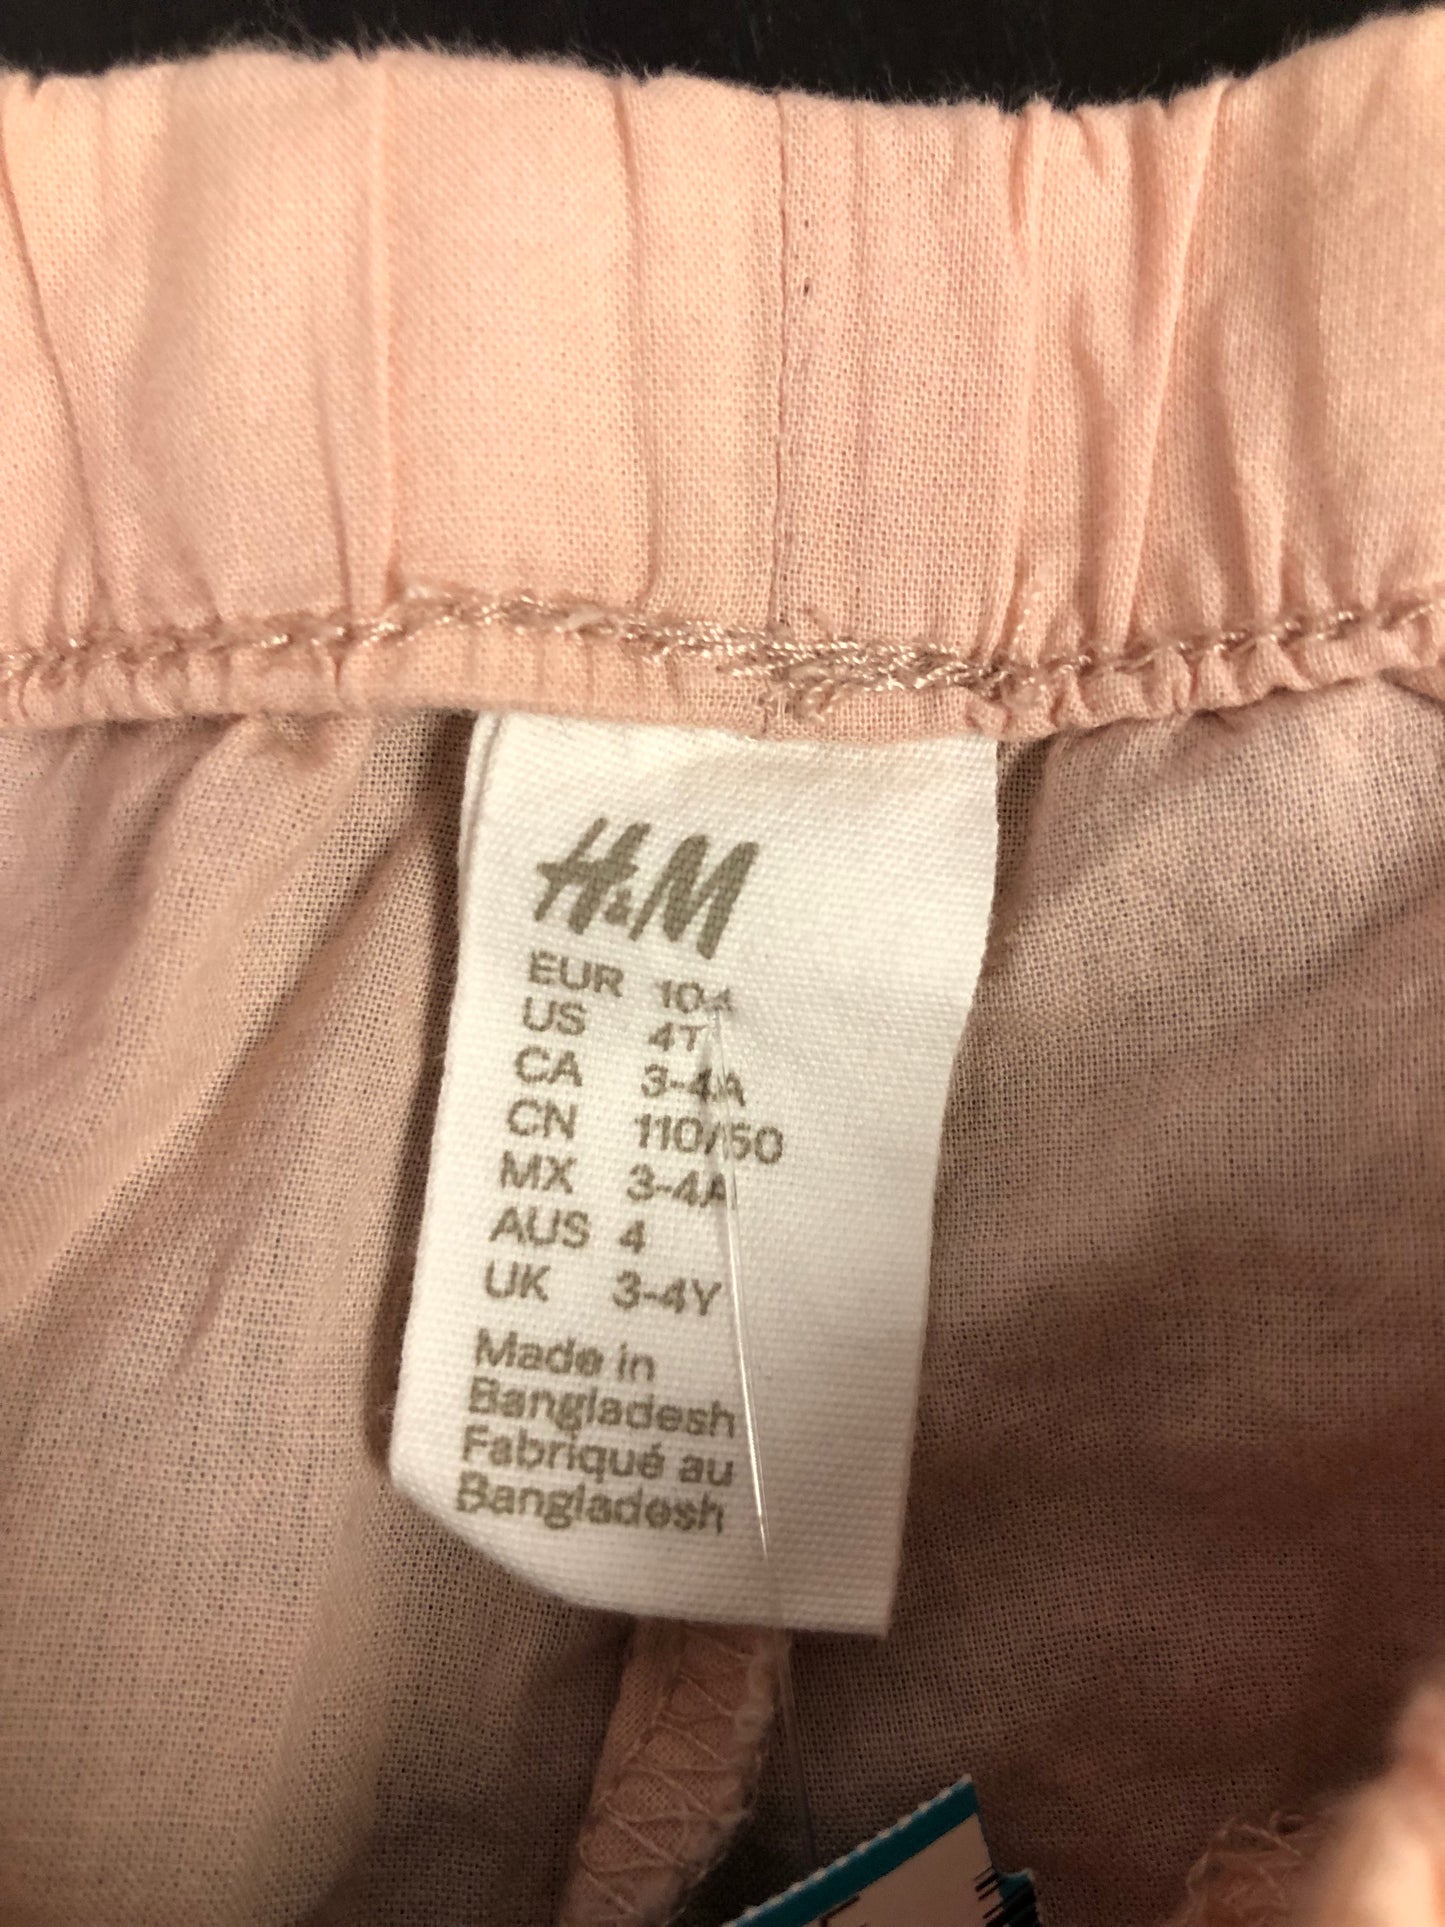 H&M
EUR 104
US 4T
CA 3-4A
CN 110/50
MX 3-4A
AUS 4
UK 3-4Y
Made in
Bangladesh
Fabriqué au
Bangladesh